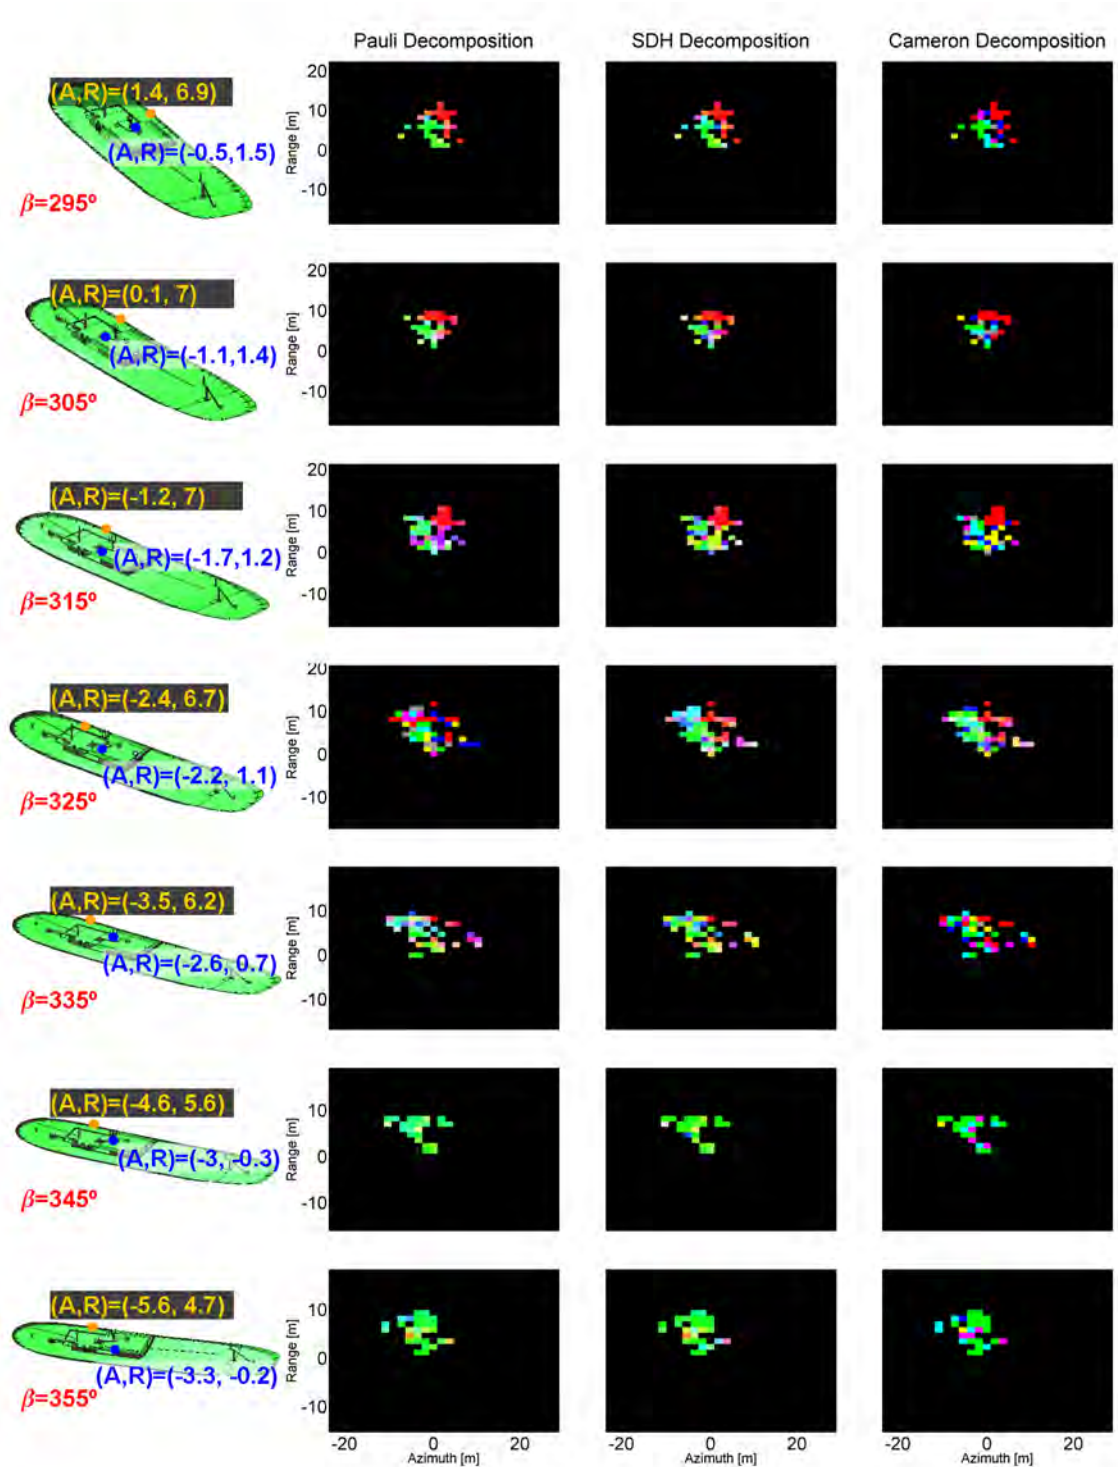 Pauli Decomposition SDH Decomposition Cameron Decomposition
(A,R)=(1.4, 6.9)
(A,R)=(-0.5,1.5)
β=295º
Range [m]
20
10
0
-10
(A,R)=(0.1, 7)
(A,R)=(-1.1,1.4)
β=305º
Range [m]
20
10
0
-10
(A,R)=(-1.2, 7)
(A,R)=(-1.7,1.2)
β=315º
Range [m]
20
10
0
-10
(A,R)=(-2.4, 6.7)
(A,R)=(-2.2, 1.1)
β=325º
Range [m]
20
10
0
-10
(A,R)=(-3.5, 6.2)
(A,R)=(-2.6, 0.7)
β=335º
Range [m]
10
0
-10
(A,R)=(-4.6, 5.6)
(A,R)=(-3, -0.3)
β=345º
Range [m]
10
0
-10
(A,R)=(-5.6, 4.7)
(A,R)=(-3.3, -0.2)
β=355º
Range [m]
10
0
-10
-20 0 20 -20 0 20 -20 0 20
Azimuth [m] Azimuth [m] Azimuth [m]